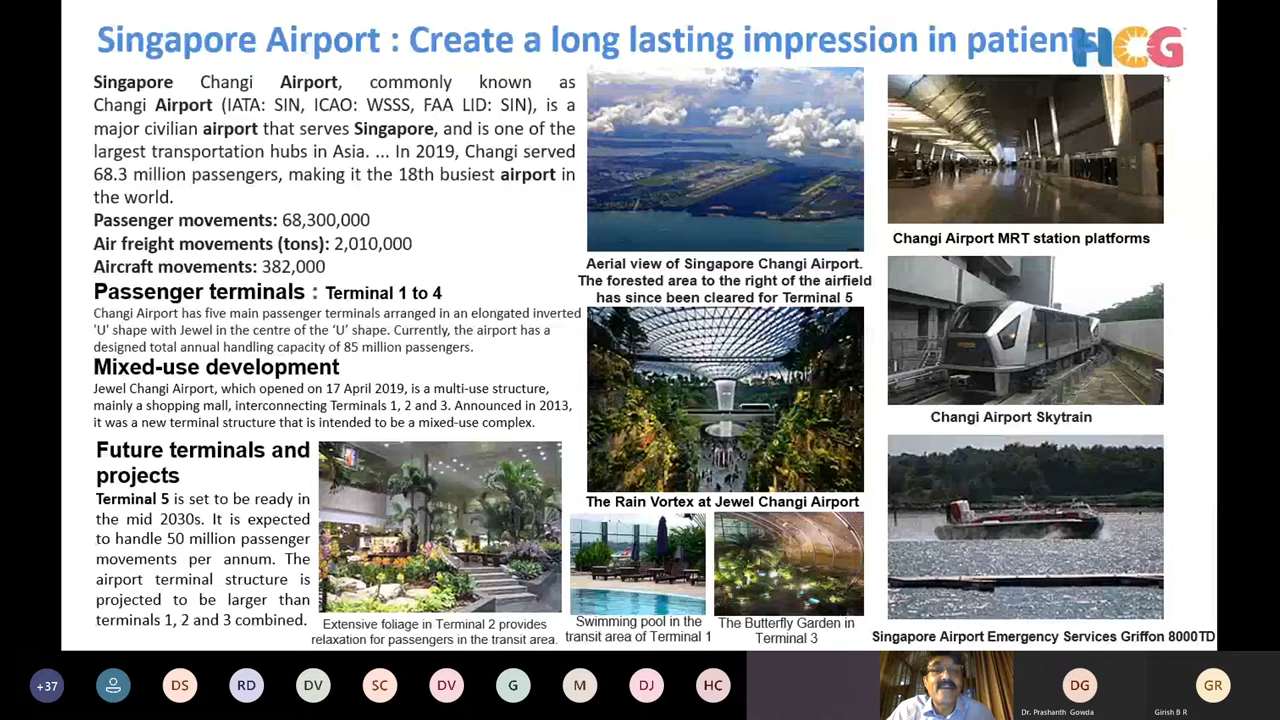 Singapore Airport : Create a long lasting impression in patient
HCG
Singapore Changi Airport, commonly known as
Changi Airport (IATA: SIN, ICAO: WSSS, FAA LID: SIN), is a
major civilian airport that serves Singapore, and is one of the
largest transportation hubs in Asia. ... In 2019, Changi served
68.3 million passengers, making it the 18th busiest airport in
the world.
Passenger movements: 68,300,000
Air freight movements (tons): 2,010,000
Aircraft movements: 382,000
Passenger terminals : Terminal 1 to 4
Changi Airport has five main passenger terminals arranged in an elongated inverted
'U' shape with Jewel in the centre of the ‘U’ shape. Currently, the airport has a
designed total annual handling capacity of 85 million passengers.
Mixed-use development
Jewel Changi Airport, which opened on 17 April 2019, is a multi-use structure,
mainly a shopping mall, interconnecting Terminals 1, 2 and 3. Announced in 2013,
it was a new terminal structure that is intended to be a mixed-use complex.
Future terminals and
projects
Terminal 5 is set to be ready in
the mid 2030s. It is expected
to handle 50 million passenger
movements per annum. The
airport terminal structure is
projected to be larger than
terminals 1, 2 and 3 combined.
Extensive foliage in Terminal 2 provides
relaxation for passengers in the transit area.
Aerial view of Singapore Changi Airport.
The forested area to the right of the airfield
has since been cleared for Terminal 5
The Rain Vortex at Jewel Changi Airport
Swimming pool in the
transit area of Terminal 1
The Butterfly Garden in
Terminal 3
Changi Airport MRT station platforms
Changi Airport Skytrain
Singapore Airport Emergency Services Griffon 8000TD
+37
DS
RD
DV
SC
DV
G
M
DJ
HC
DG
Dr. Prashanth Gowda
GR
Girish B R